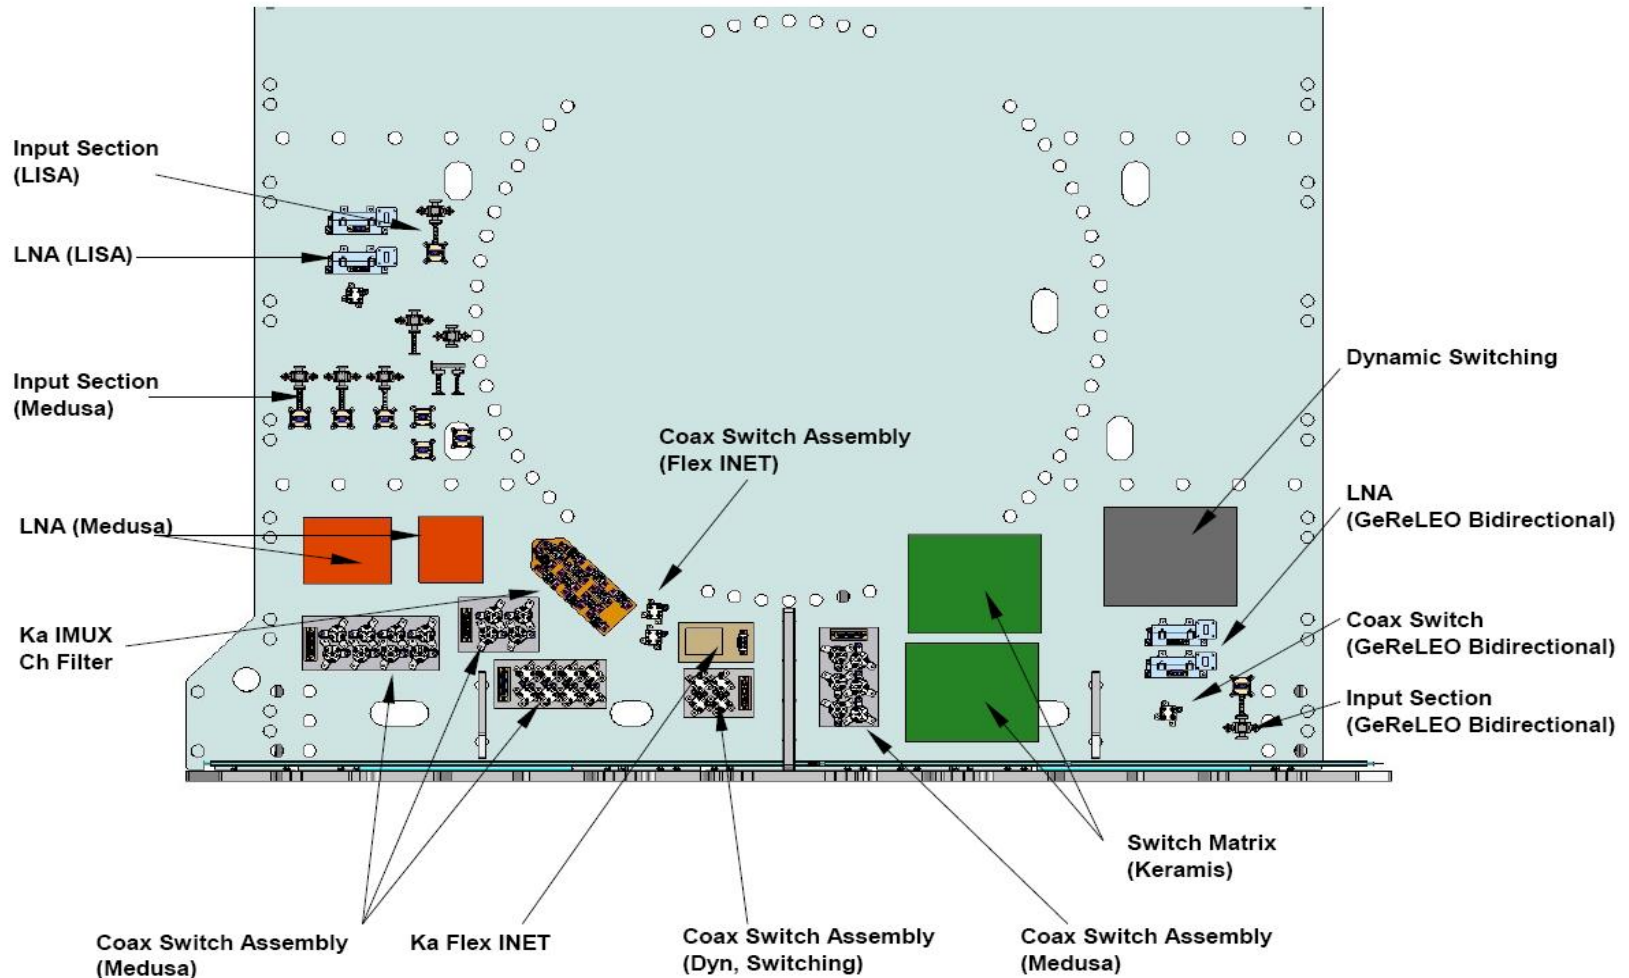 Input Section
(LISA)
LNA (LISA)
Input Section
(Medusa)
LNA (Medusa)
Ka IMUX
Ch Filter
Coax Switch Assembly
(Flex INET)
Dynamic Switching
LNA
(GeReLEO Bidirectional)
Coax Switch
(GeReLEO Bidirectional)
Input Section
(GeReLEO Bidirectional)
Switch Matrix
(Keramis)
Coax Switch Assembly
(Medusa)
Ka Flex INET
Coax Switch Assembly
(Dyn, Switching)
Coax Switch Assembly
(Medusa)